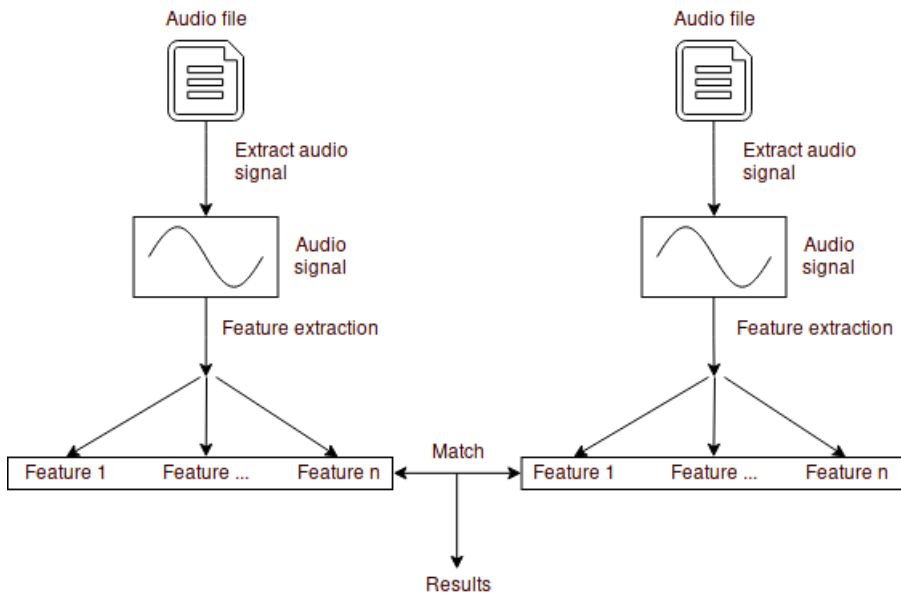 Audio file
Audio file
Extract audio
signal
Extract audio
signal
Audio
signal
Audio
signal
Feature extraction
Feature extraction
Match
Feature 1 Feature ... Feature n
Feature 1 Feature ... Feature n
Results